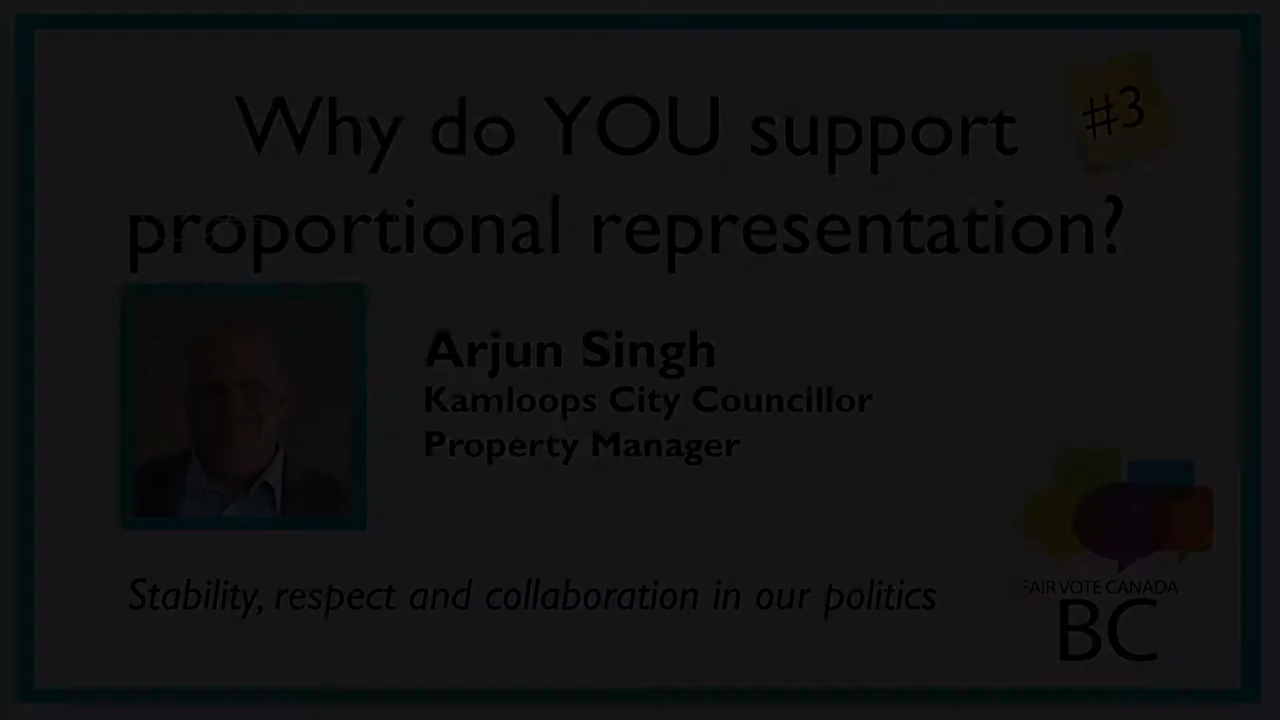 Why do YOU support
#3
proportional representation?
Arjun Singh
Kamloops City Councillor
Property Manager
Stability, respect and collaboration in our politics
FAIR VOTE CANADA
BC